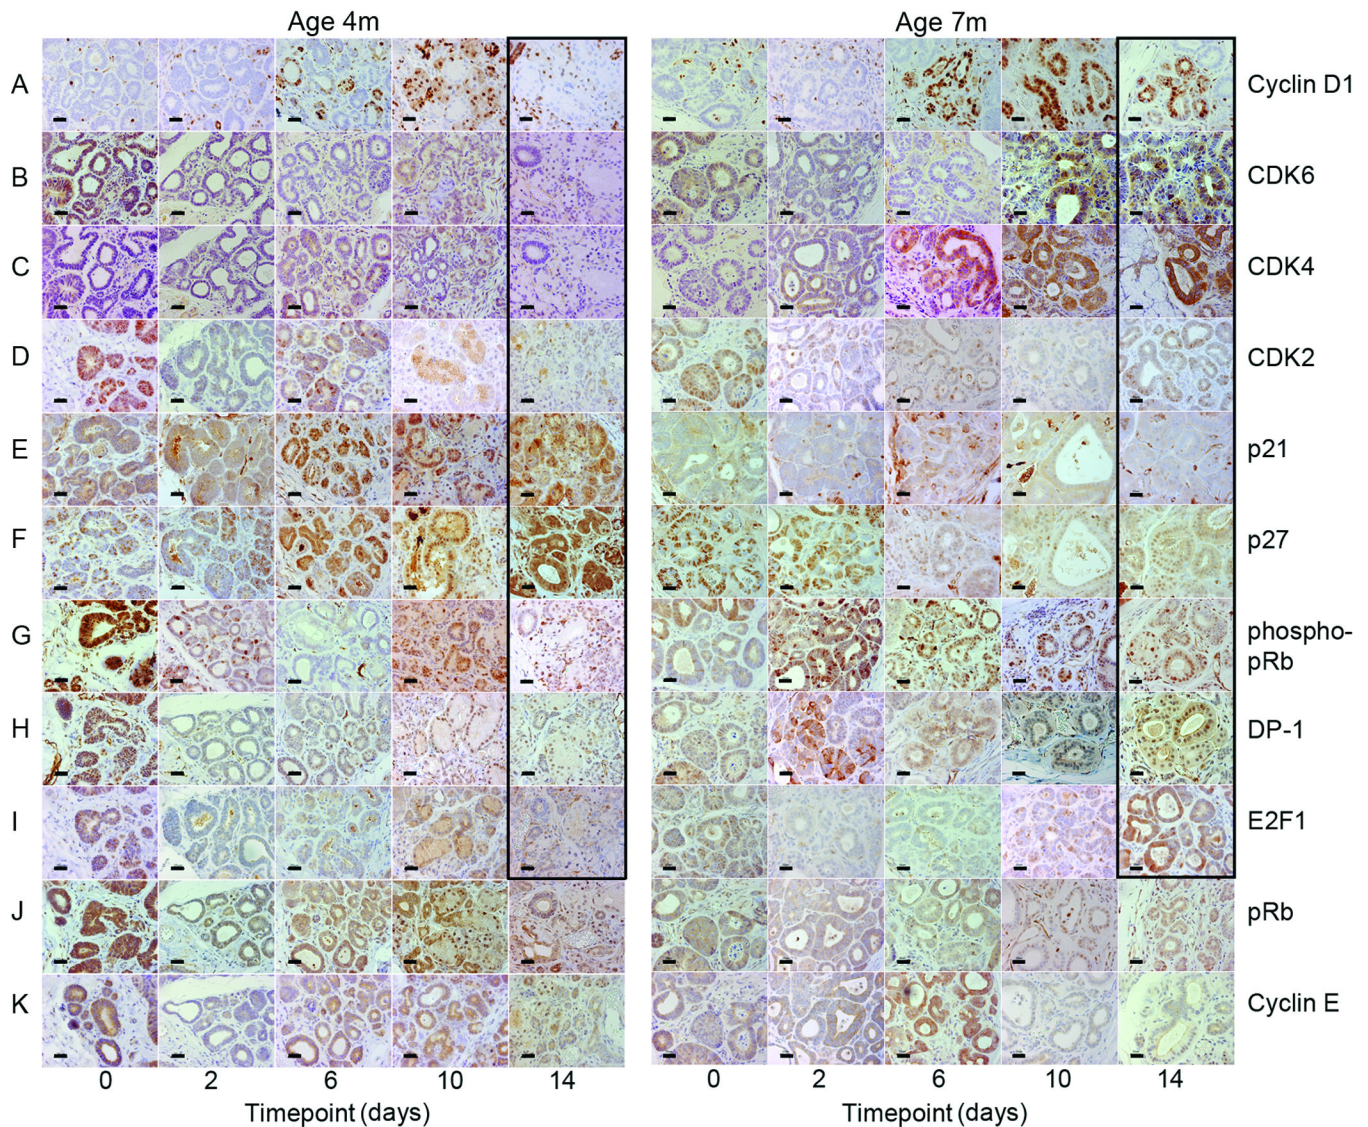 Age 4m Age 7m
A Cyclin D1
B CDK6
C CDK4
D CDK2
E p21
F p27
G phospho-
pRb
H DP-1
I E2F1
J pRb
K Cyclin E
0 2 6 10 14 0 2 6 10 14
Timepoint (days) Timepoint (days)